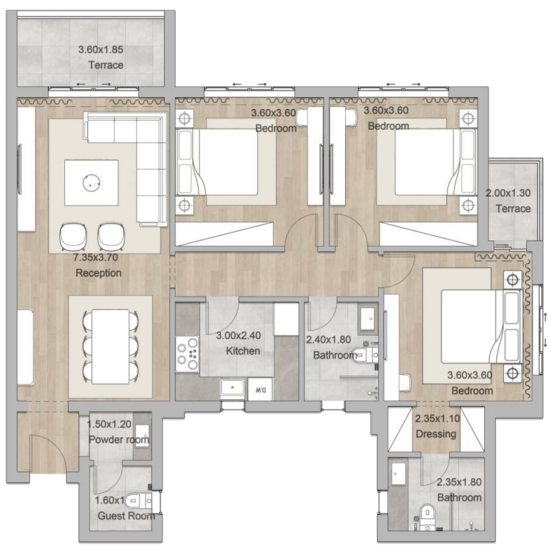 3.60x1.85
Terrace
3.60x3.60
Bedroom
3.60x3.60
Bedroom
2.00x1.30
Terrace
7.35x3.70
Reception
3.00x2.40
Kitchen
2.40x1.80
Bathroom
3.60x3.60
Bedroom
D.W
1.50x1.20
Powder room
2.35x1.10
Dressing
1.60x1
Guest Room
2.35x1.80
Bathroom